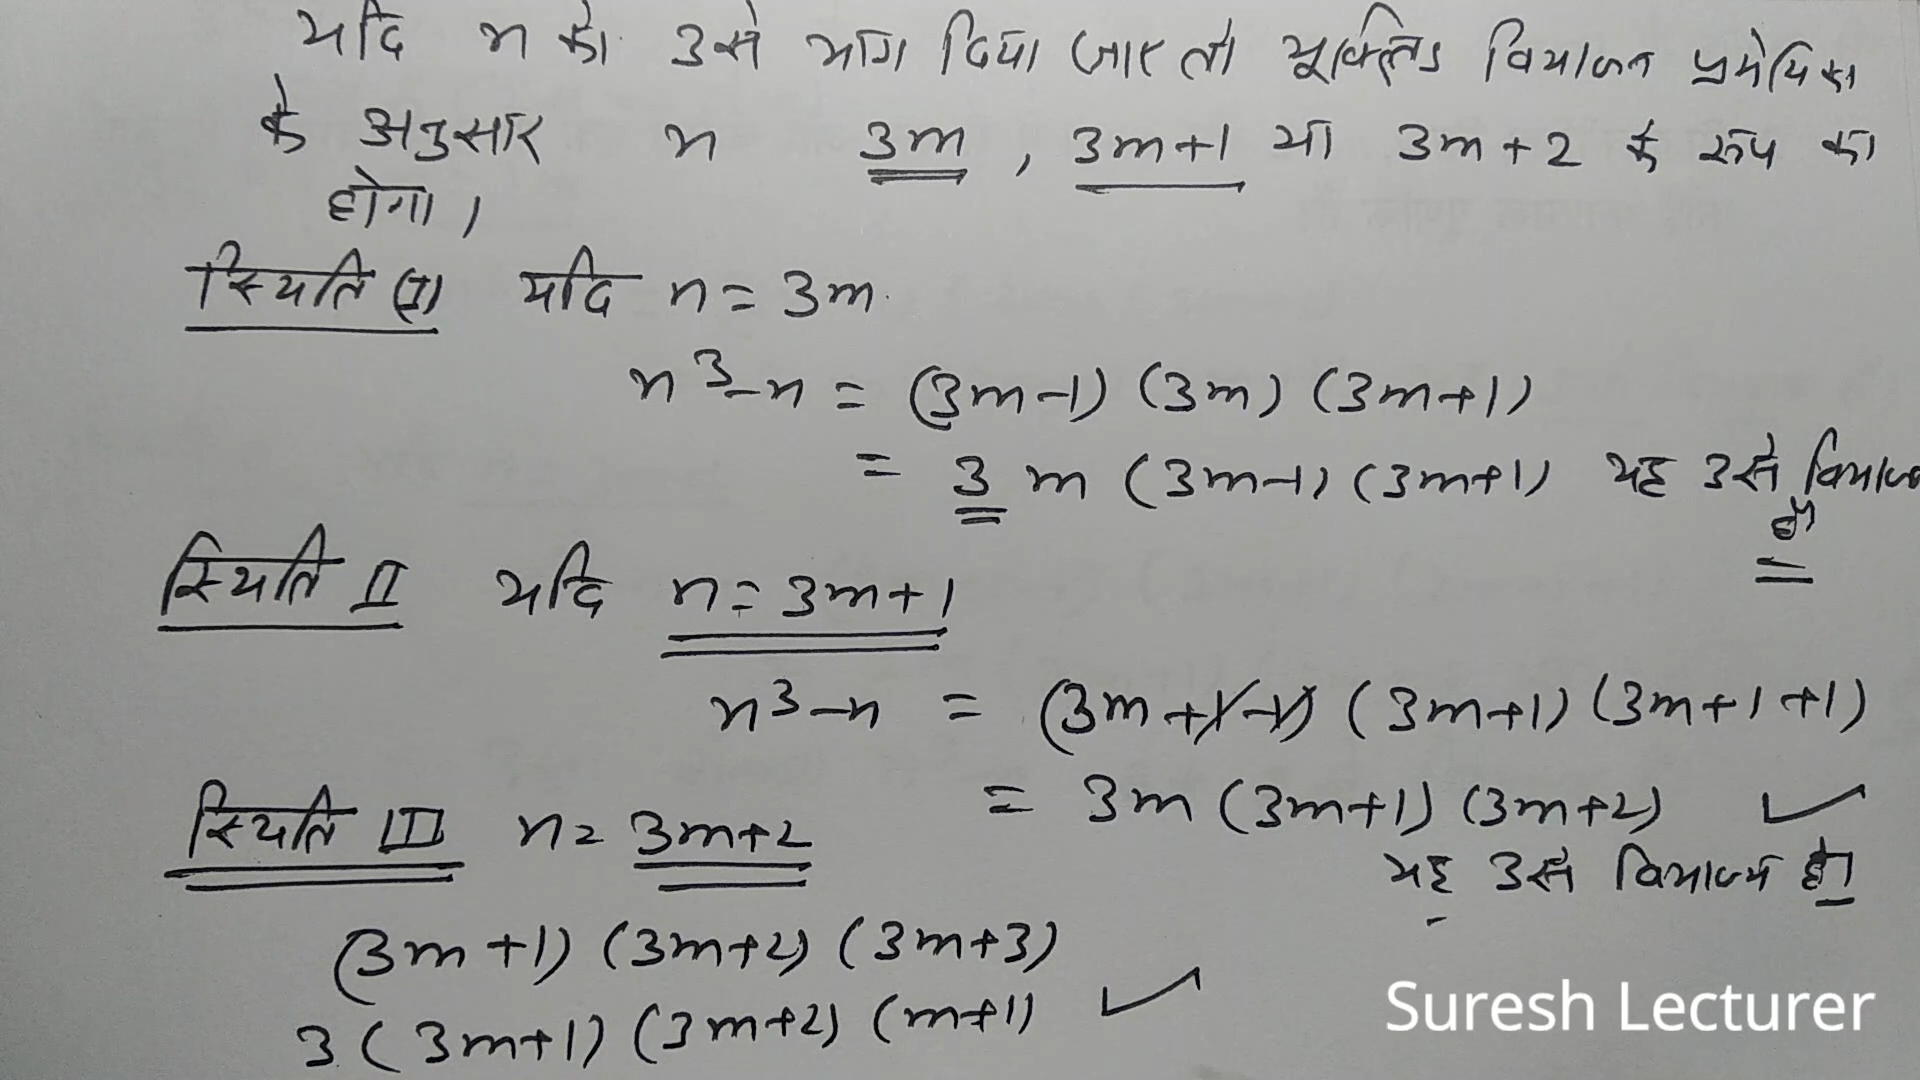 यदि n को 3 से भाग दिया जाए तो यूक्लिड विभाजन प्रमेयिका
के अनुसार n 3m , 3m+1 या 3m+2 के रूप का
होगा।
स्थिति (I) यदि n = 3m.
n³-n = (3m-1) (3m) (3m+1)
= 3 m (3m-1) (3m+1) यह 3 से विभाज्य
है।
स्थिति II यदि n = 3m+1
n³-n = (3m+1-1) (3m+1) (3m+1+1)
= 3m (3m+1) (3m+2) ✓
यह 3 से विभाज्य है।
स्थिति III n = 3m+2
(3m+1) (3m+2) (3m+3)
3 (3m+1) (3m+2) (m+1) ✓
Suresh Lecturer